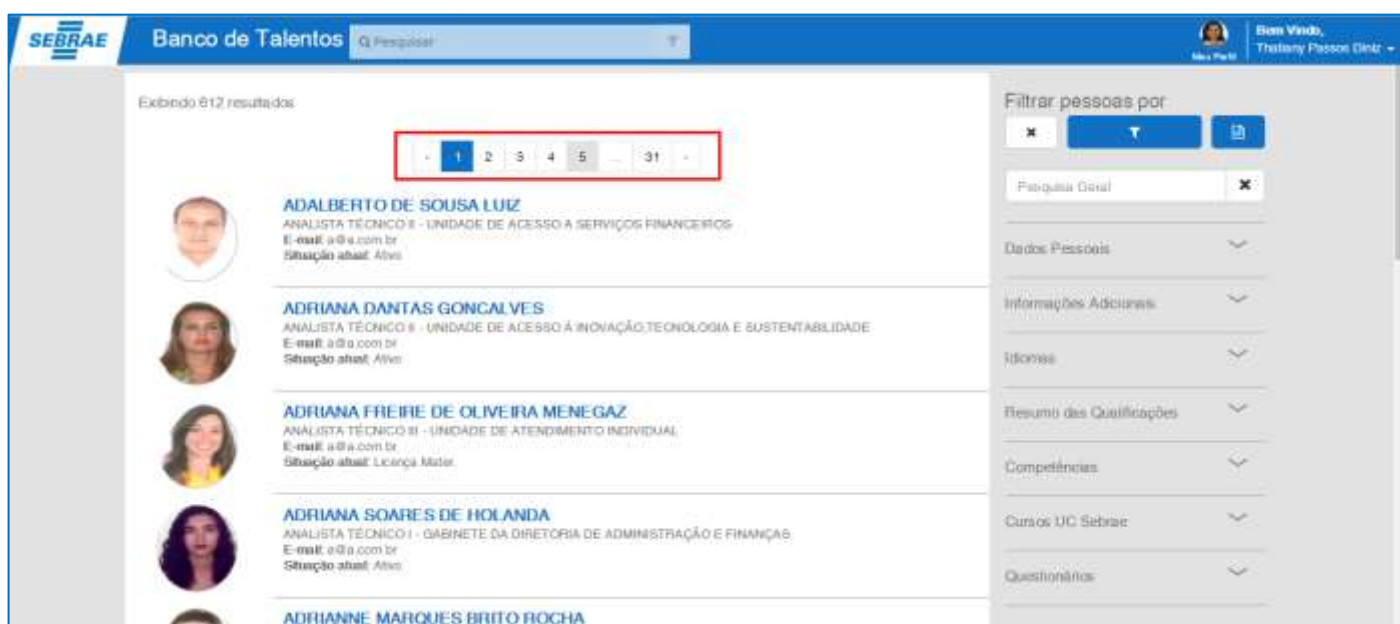 SEBRAE
Banco de Talentos
Pesquisar
Meu Perfil
Bem Vindo,
Thatiany Passos Diniz
Exibindo 612 resultados
1 2 3 4 5 ... 31
ADALBERTO DE SOUSA LUIZ
ANALISTA TÉCNICO II - UNIDADE DE ACESSO A SERVIÇOS FINANCEIROS
E-mail: a@a.com.br
Situação atual: Ativo
ADRIANA DANTAS GONCALVES
ANALISTA TÉCNICO II - UNIDADE DE ACESSO À INOVAÇÃO,TECNOLOGIA E SUSTENTABILIDADE
E-mail: a@a.com.br
Situação atual: Ativo
ADRIANA FREIRE DE OLIVEIRA MENEGAZ
ANALISTA TÉCNICO III - UNIDADE DE ATENDIMENTO INDIVIDUAL
E-mail: a@a.com.br
Situação atual: Licença Mater.
ADRIANA SOARES DE HOLANDA
ANALISTA TÉCNICO I - GABINETE DA DIRETORIA DE ADMINISTRAÇÃO E FINANÇAS
E-mail: a@a.com.br
Situação atual: Ativo
ADRIANNE MARQUES BRITO ROCHA
Filtrar pessoas por
Pesquisa Geral
Dados Pessoais
Informações Adicionais
Idiomas
Resumo das Qualificações
Competências
Cursos UC Sebrae
Questionários